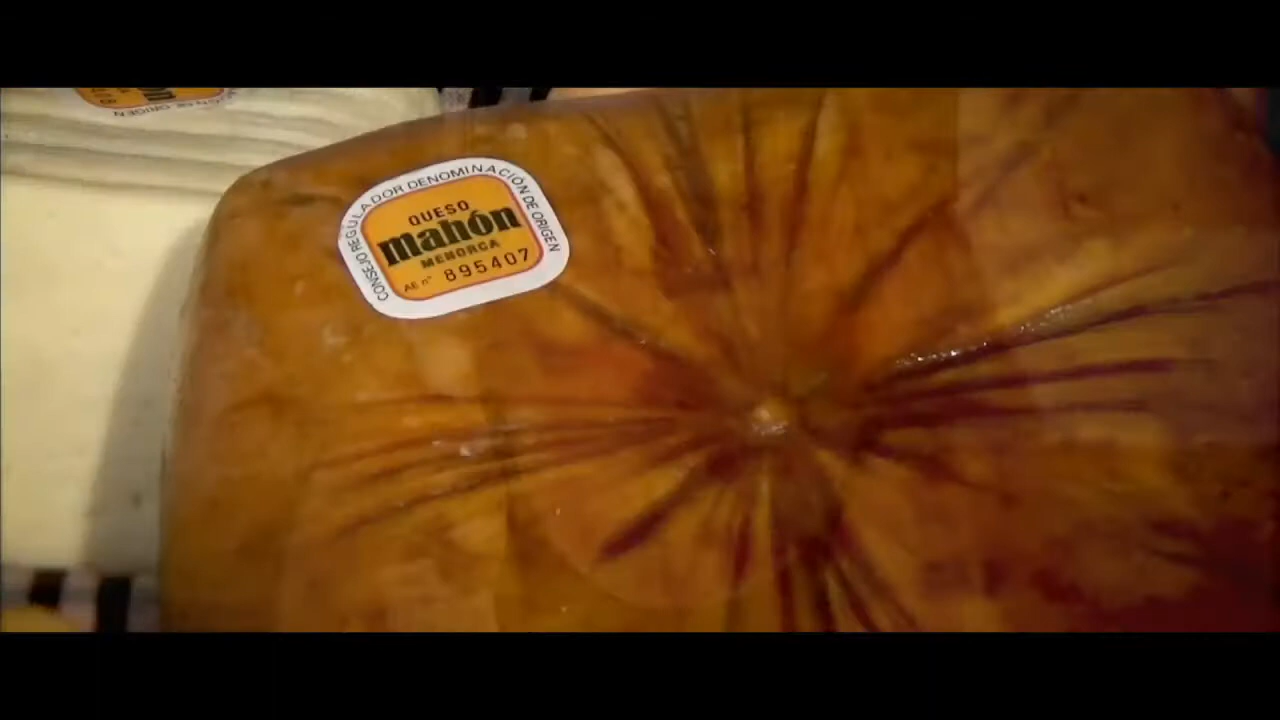 CONSEJO REGULADOR DENOMINACIÓN DE ORIGEN
QUESO
mahón
MENORCA
AE nº 895407